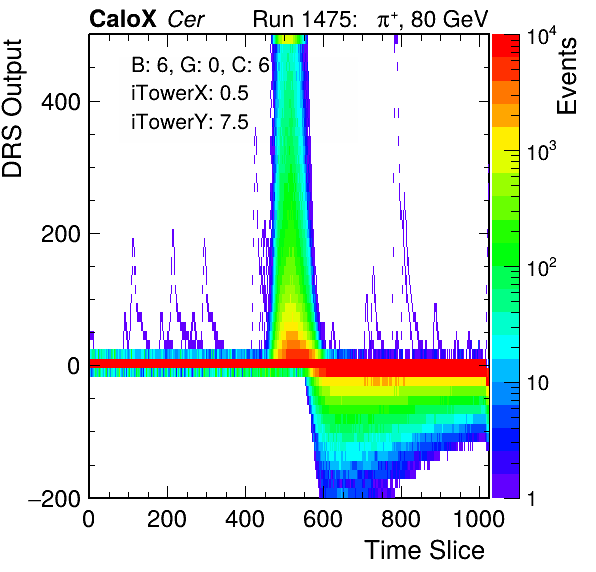 CaloX Cer Run 1475: π⁺, 80 GeV
B: 6, G: 0, C: 6
iTowerX: 0.5
iTowerY: 7.5
DRS Output
400
200
0
−200
0 200 400 600 800 1000
Time Slice
Events
10⁴
10³
10²
10
1